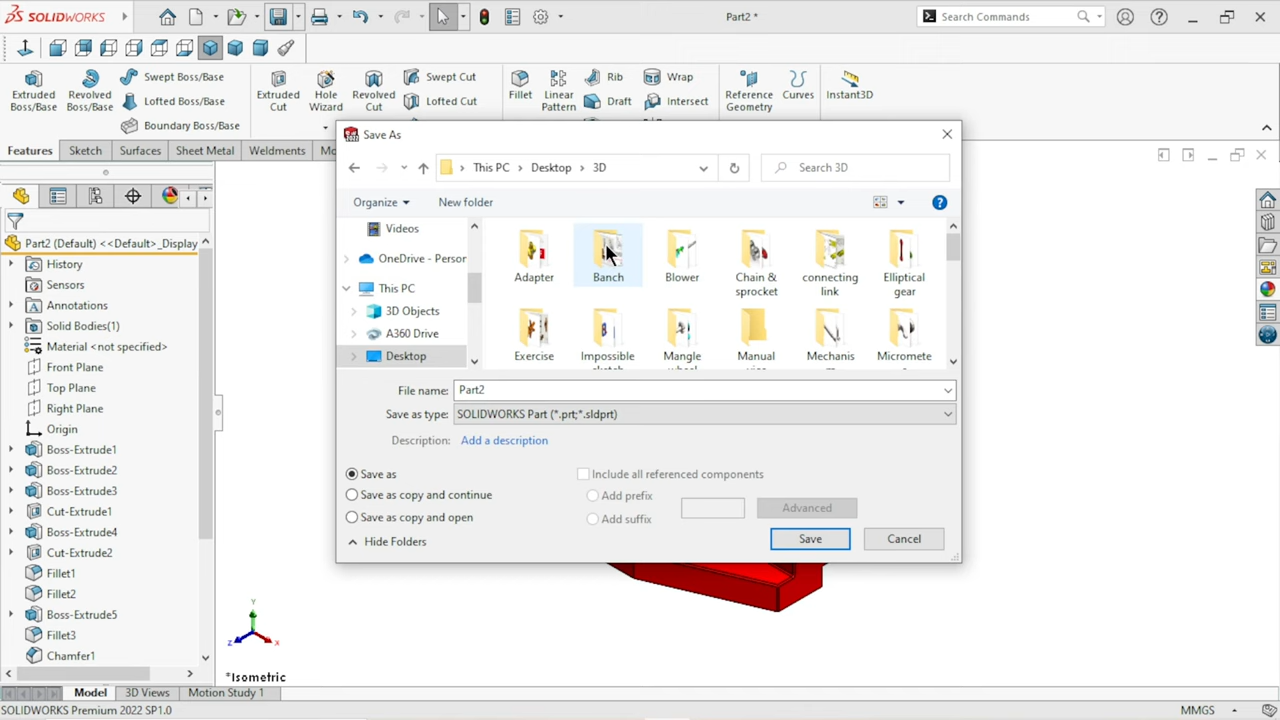 SOLIDWORKS
Part2 *
Search Commands
Extruded Boss/Base
Revolved Boss/Base
Swept Boss/Base
Lofted Boss/Base
Boundary Boss/Base
Extruded Cut
Hole Wizard
Revolved Cut
Swept Cut
Lofted Cut
Fillet
Linear Pattern
Rib
Draft
Wrap
Intersect
Reference Geometry
Curves
Instant3D
Features
Sketch
Surfaces
Sheet Metal
Weldments
Mo
Save As
This PC
Desktop
3D
Search 3D
Organize
New folder
Videos
OneDrive - Person
This PC
3D Objects
A360 Drive
Desktop
Adapter
Banch
Blower
Chain & sprocket
connecting link
Elliptical gear
Exercise
Impossible
Mangle
Manual
Mechanis
Micromete
File name:
Part2
Save as type:
SOLIDWORKS Part (*.prt;*.sldprt)
Description:
Add a description
Save as
Save as copy and continue
Save as copy and open
Include all referenced components
Add prefix
Add suffix
Advanced
Hide Folders
Save
Cancel
Part2 (Default) <<Default>_Display
History
Sensors
Annotations
Solid Bodies(1)
Material <not specified>
Front Plane
Top Plane
Right Plane
Origin
Boss-Extrude1
Boss-Extrude2
Boss-Extrude3
Cut-Extrude1
Boss-Extrude4
Cut-Extrude2
Fillet1
Fillet2
Boss-Extrude5
Fillet3
Chamfer1
Y
Z
X
*Isometric
Model
3D Views
Motion Study 1
SOLIDWORKS Premium 2022 SP1.0
MMGS